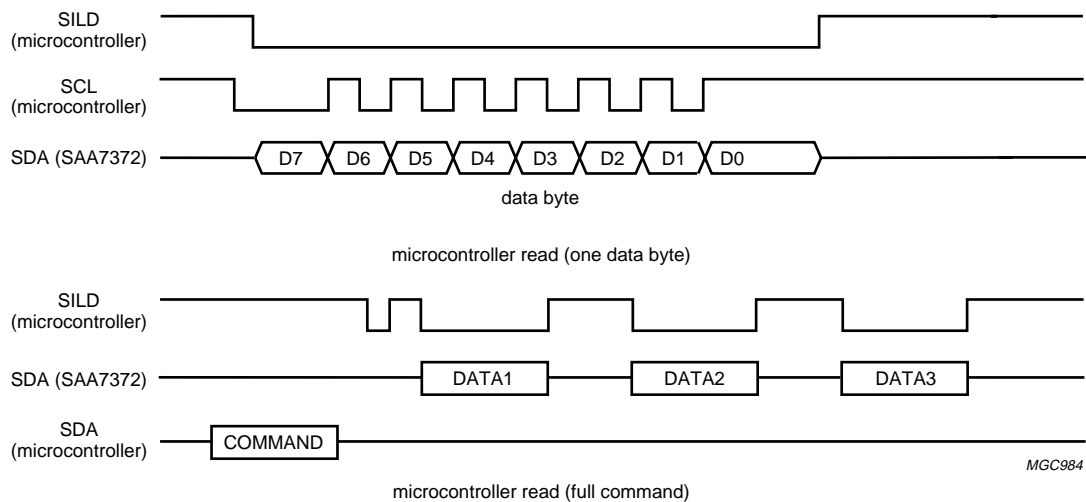 SILD
(microcontroller)
SCL
(microcontroller)
SDA (SAA7372)
D7 D6 D5 D4 D3 D2 D1 D0
data byte
microcontroller read (one data byte)
SILD
(microcontroller)
SDA (SAA7372)
DATA1 DATA2 DATA3
SDA
(microcontroller)
COMMAND
MGC984
microcontroller read (full command)